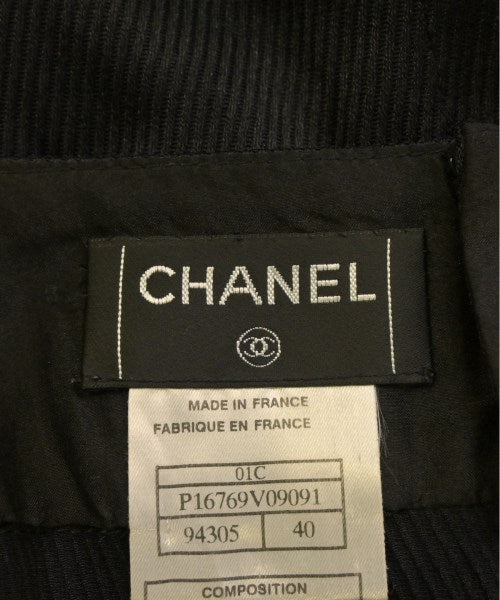 CHANEL
MADE IN FRANCE
FABRIQUE EN FRANCE
01C
P16769V09091
94305 40
COMPOSITION